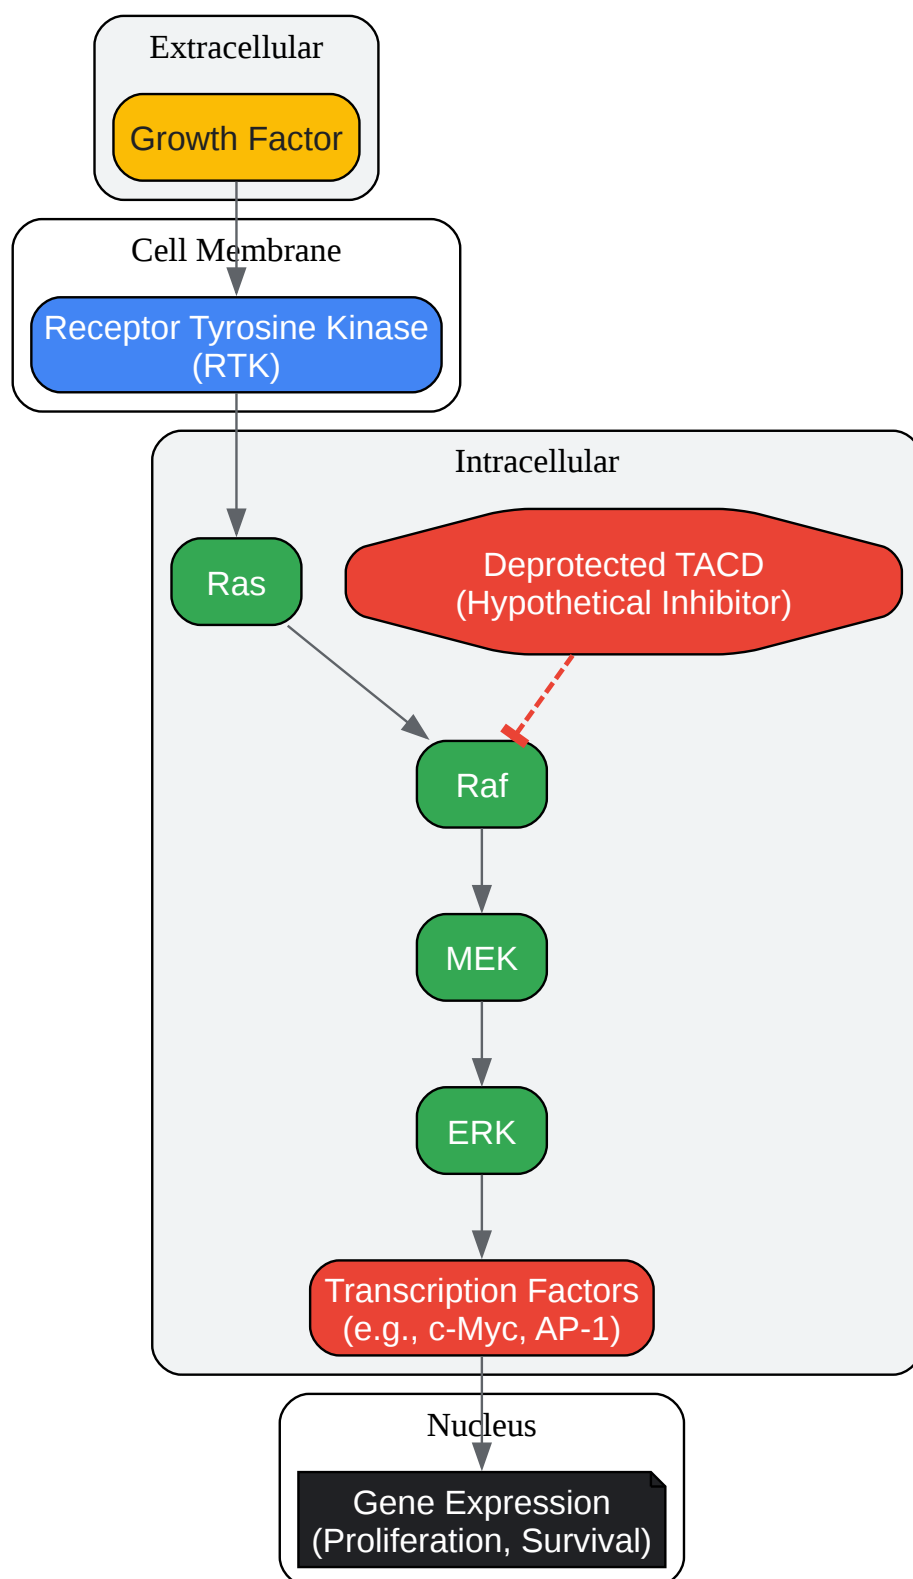 Extracellular
Growth Factor
Cell Membrane
Receptor Tyrosine Kinase
(RTK)
Intracellular
Ras
Deprotected TACD
(Hypothetical Inhibitor)
Raf
MEK
ERK
Transcription Factors
(e.g., c-Myc, AP-1)
Nucleus
Gene Expression
(Proliferation, Survival)